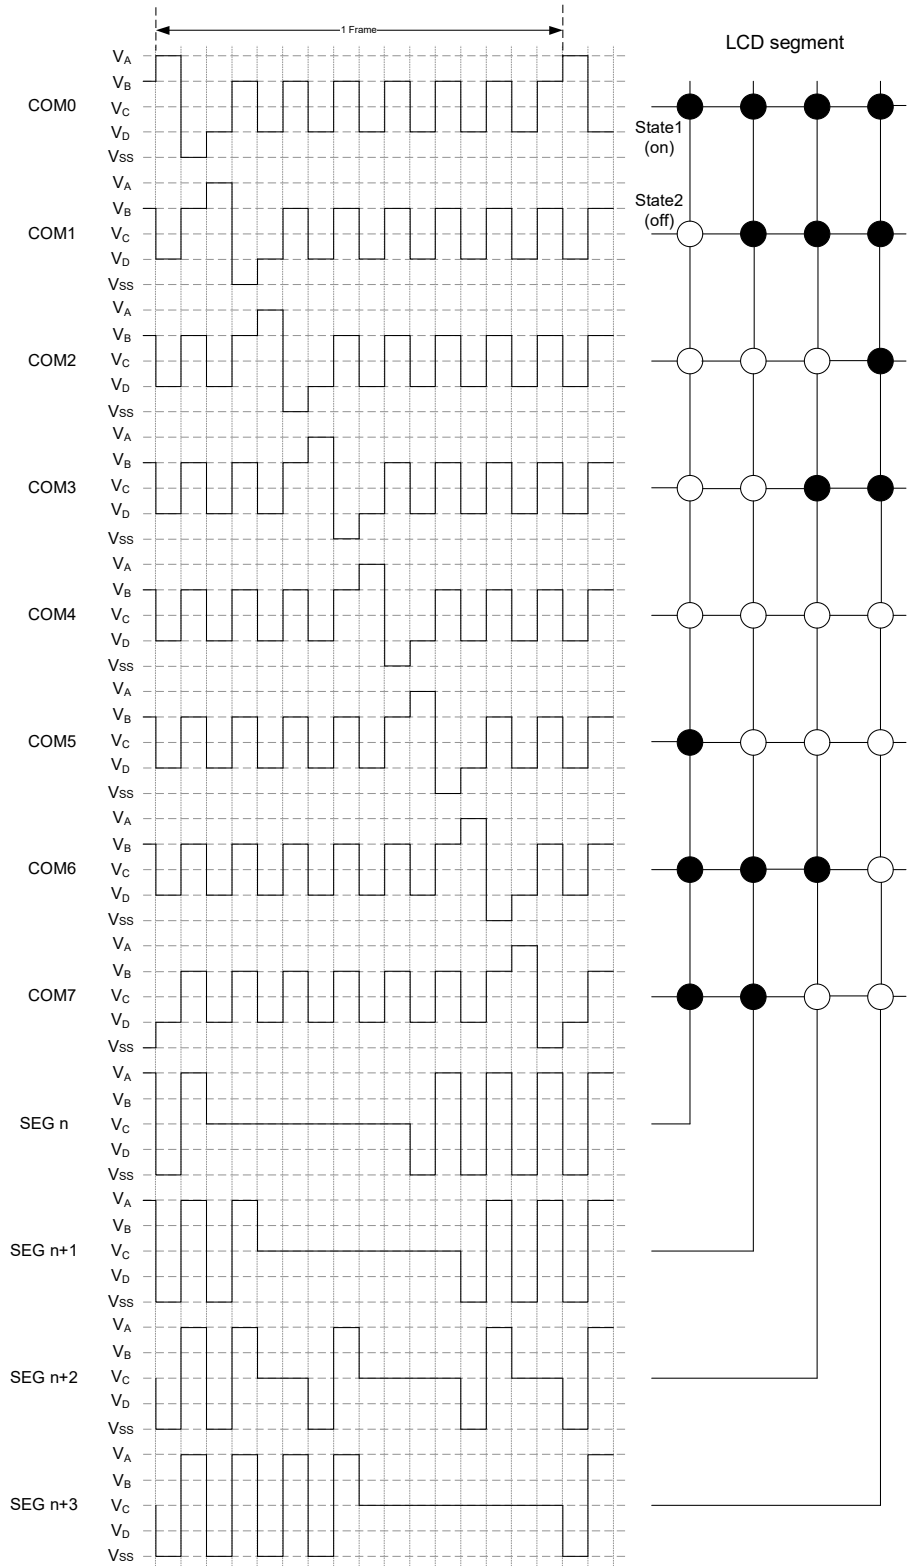 1 Frame
LCD segment
COM0
VA
VB
VC
VD
VSS
State1
(on)
COM1
VA
VB
VC
VD
VSS
State2
(off)
COM2
VA
VB
VC
VD
VSS
COM3
VA
VB
VC
VD
VSS
COM4
VA
VB
VC
VD
VSS
COM5
VA
VB
VC
VD
VSS
COM6
VA
VB
VC
VD
VSS
COM7
VA
VB
VC
VD
VSS
SEG n
VA
VB
VC
VD
VSS
SEG n+1
VA
VB
VC
VD
VSS
SEG n+2
VA
VB
VC
VD
VSS
SEG n+3
VA
VB
VC
VD
VSS